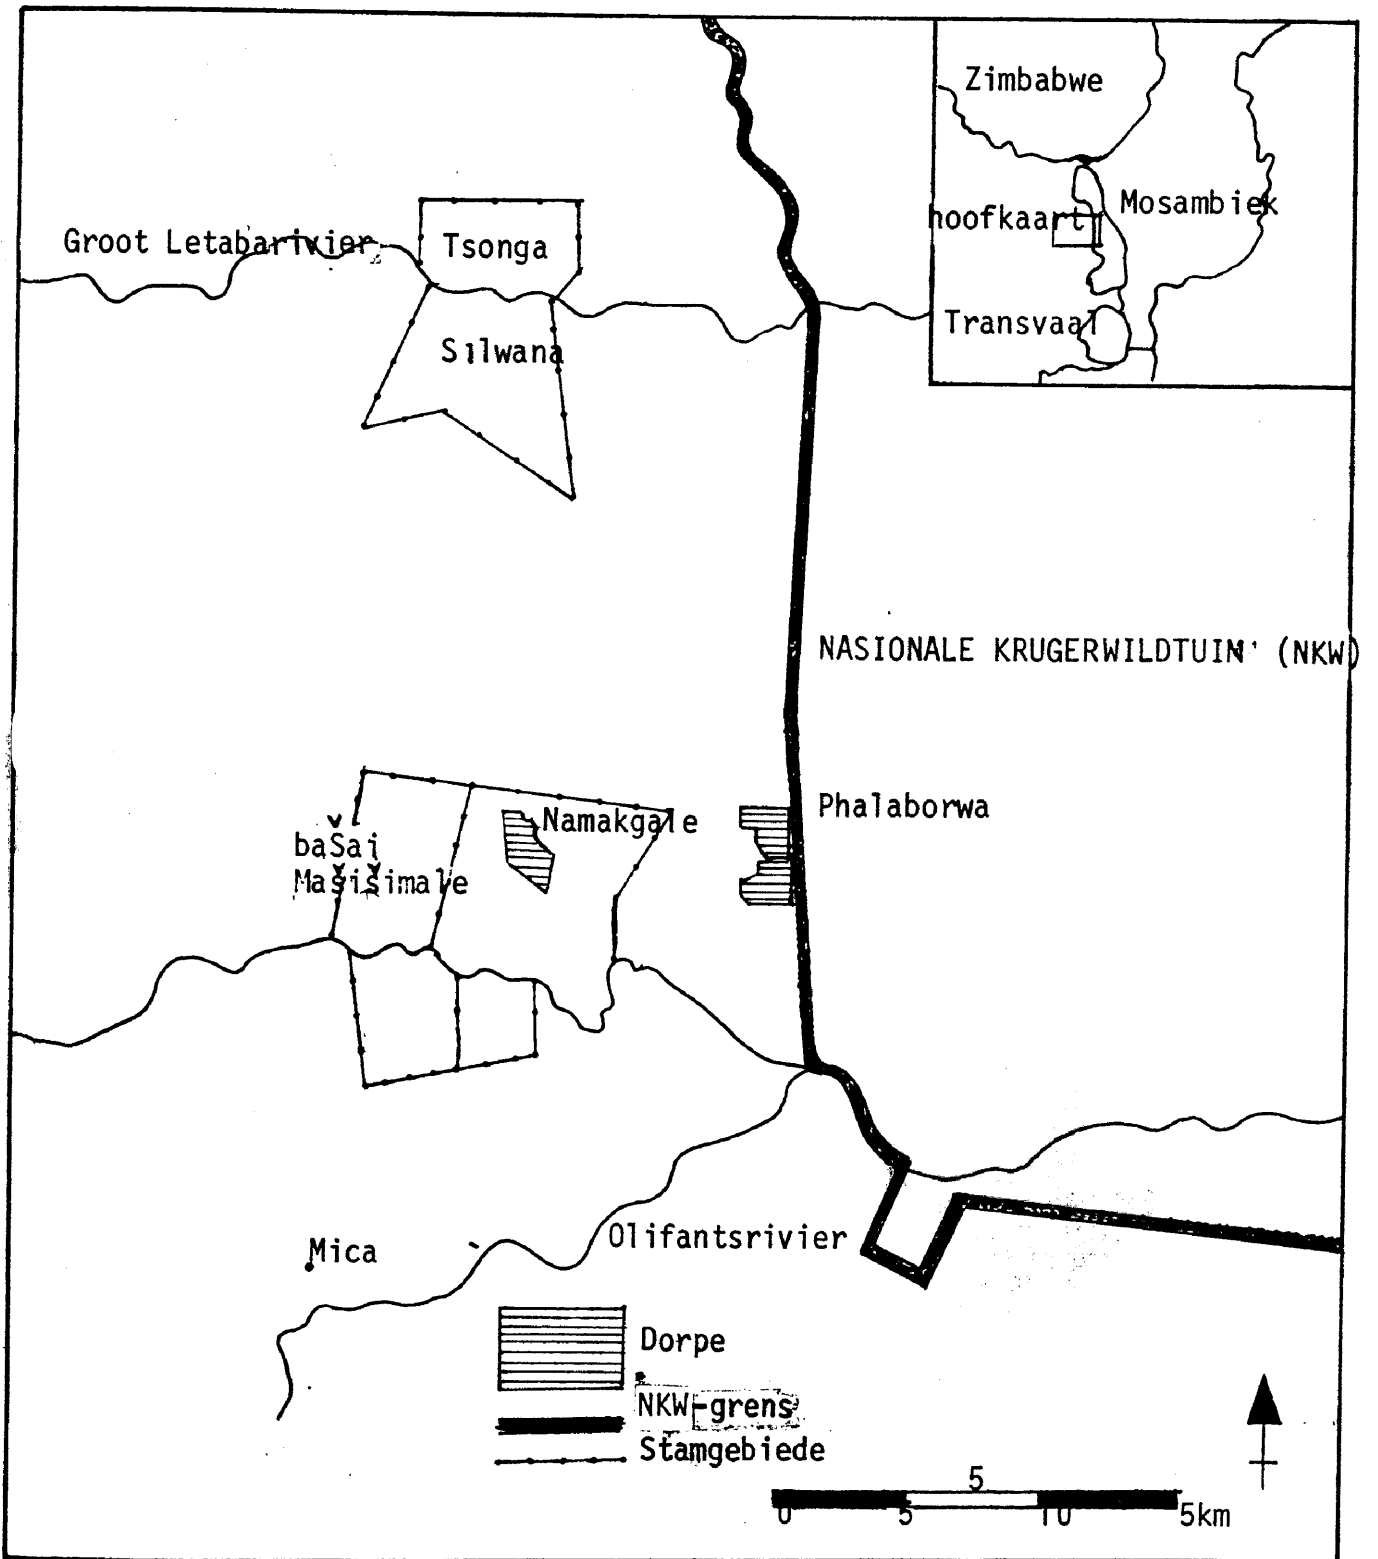 Zimbabwe
hoofkaart
Mosambiek
Transvaal
Groot Letabarivier
Tsonga
Silwana
NASIONALE KRUGERWILDTUIN (NKW)
Phalaborwa
Namakgale
baŠai
Mašišimale
Olifantsrivier
Mica
Dorpe
NKW-grens
Stamgebiede
5
0 5 10 5km